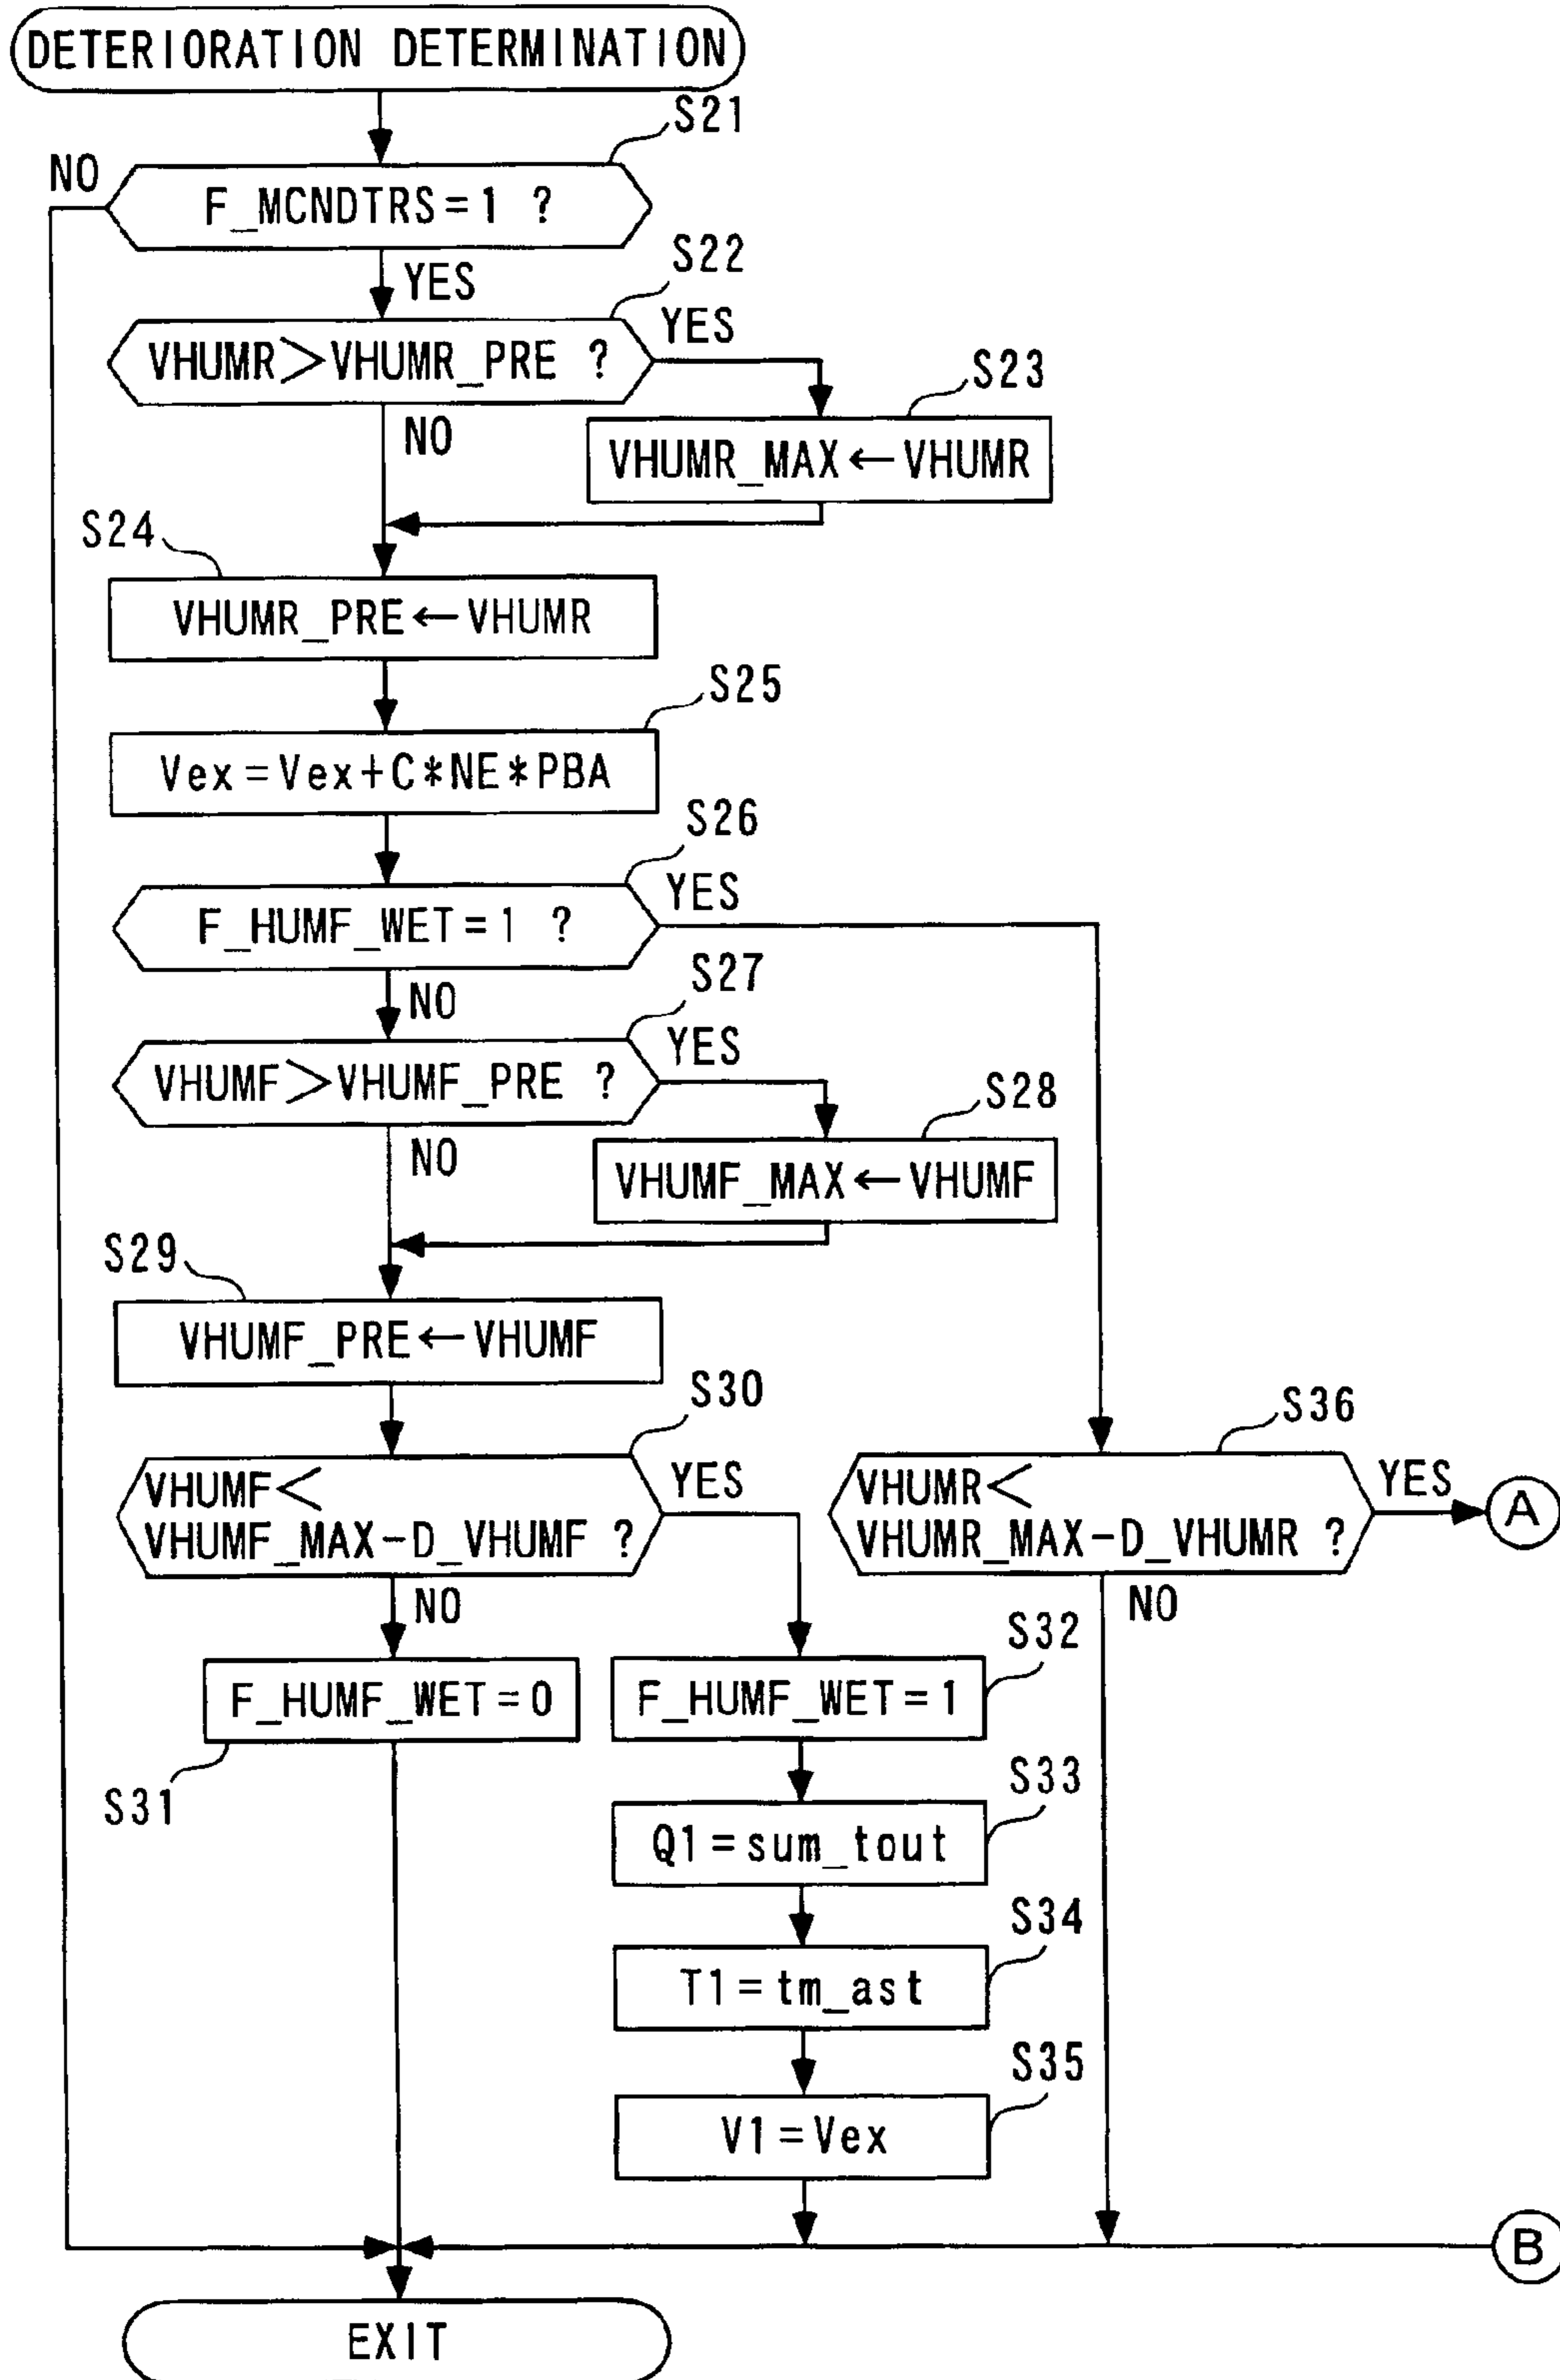 DETERIORATION DETERMINATION
S21
NO
F_MCNDTRS=1 ?
YES
S22
VHUMR>VHUMR_PRE ?
YES
S23
NO
VHUMR_MAX←VHUMR
S24
VHUMR_PRE←VHUMR
S25
Vex=Vex+C*NE*PBA
S26
F_HUMF_WET=1 ?
YES
NO
S27
VHUMF>VHUMF_PRE ?
YES
S28
NO
VHUMF_MAX←VHUMF
S29
VHUMF_PRE←VHUMF
S30
VHUMF<
VHUMF_MAX-D_VHUMF ?
YES
S36
VHUMR<
VHUMR_MAX-D_VHUMR ?
YES
A
NO
NO
S32
F_HUMF_WET=0
S31
F_HUMF_WET=1
S33
Q1=sum_tout
S34
T1=tm_ast
S35
V1=Vex
B
EXIT